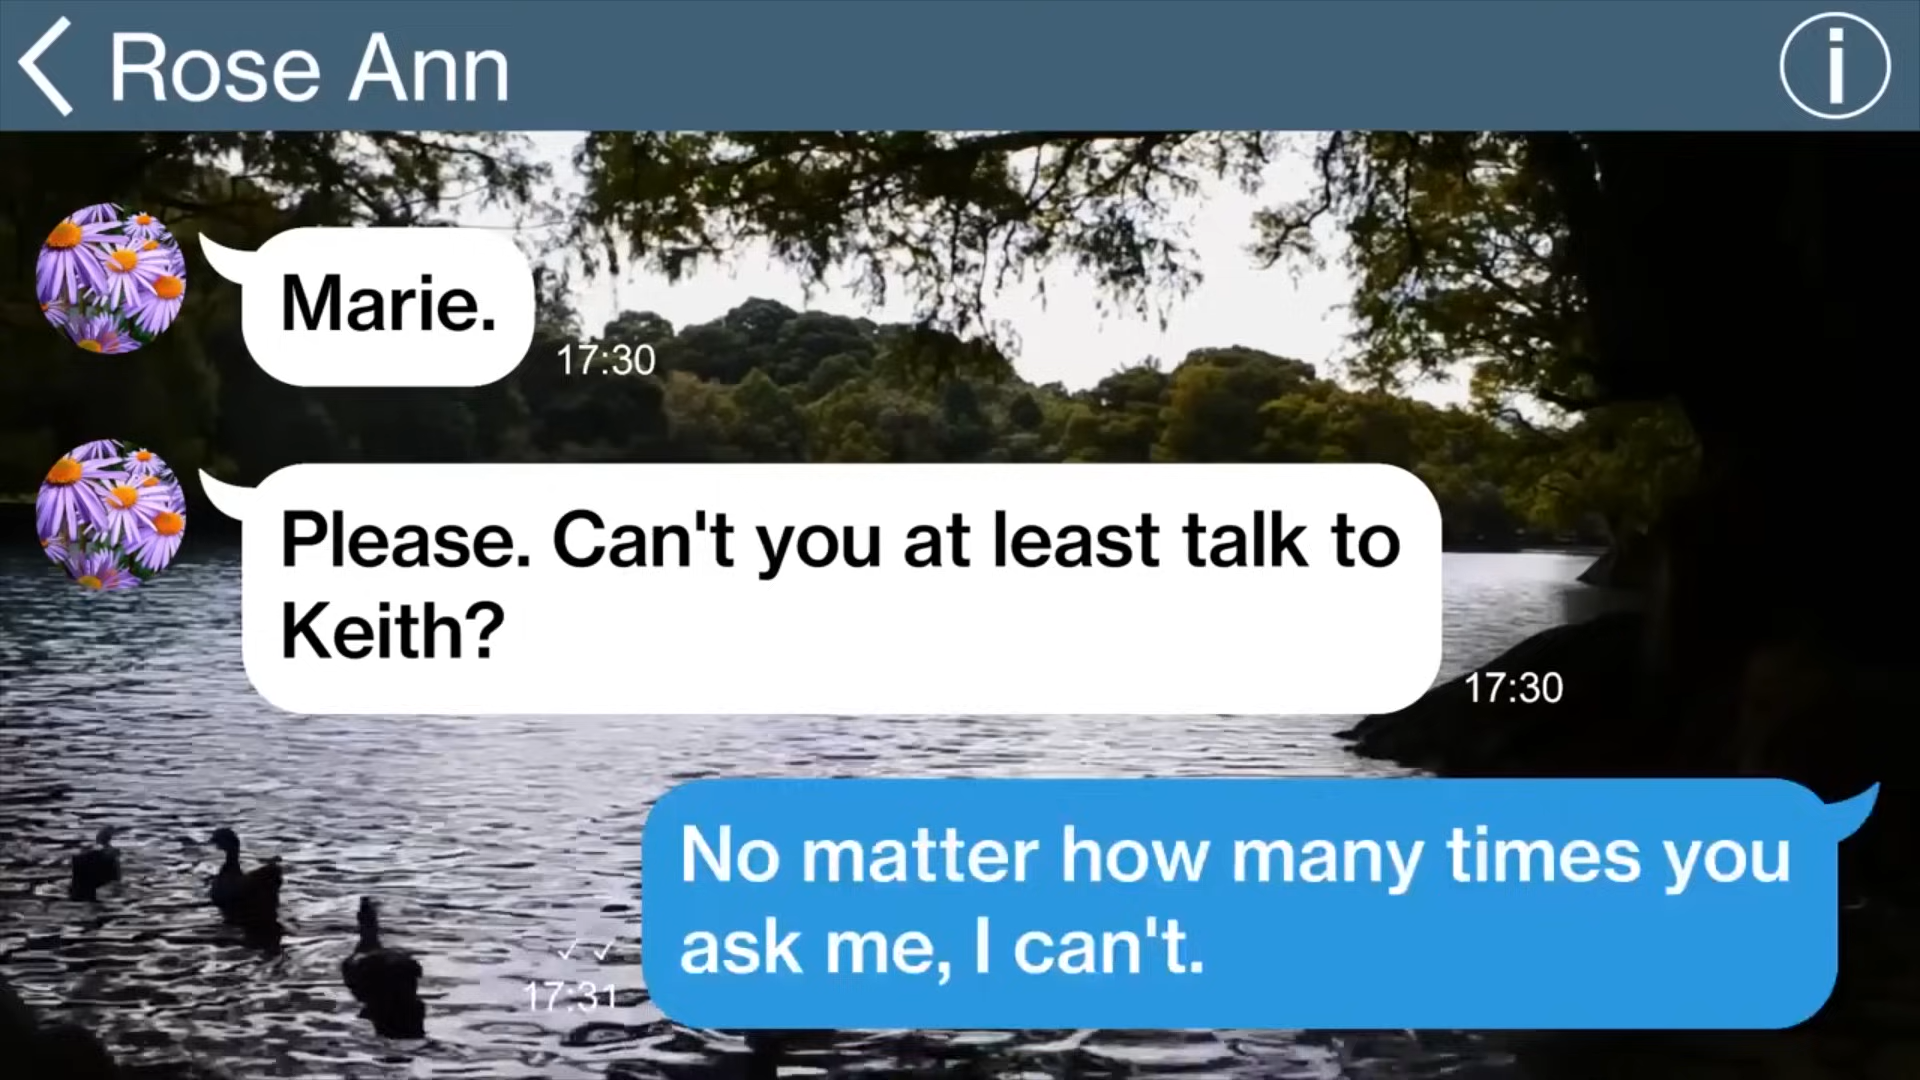 Rose Ann
Marie.
17:30
Please. Can't you at least talk to
Keith?
17:30
No matter how many times you
ask me, I can't.
17:31